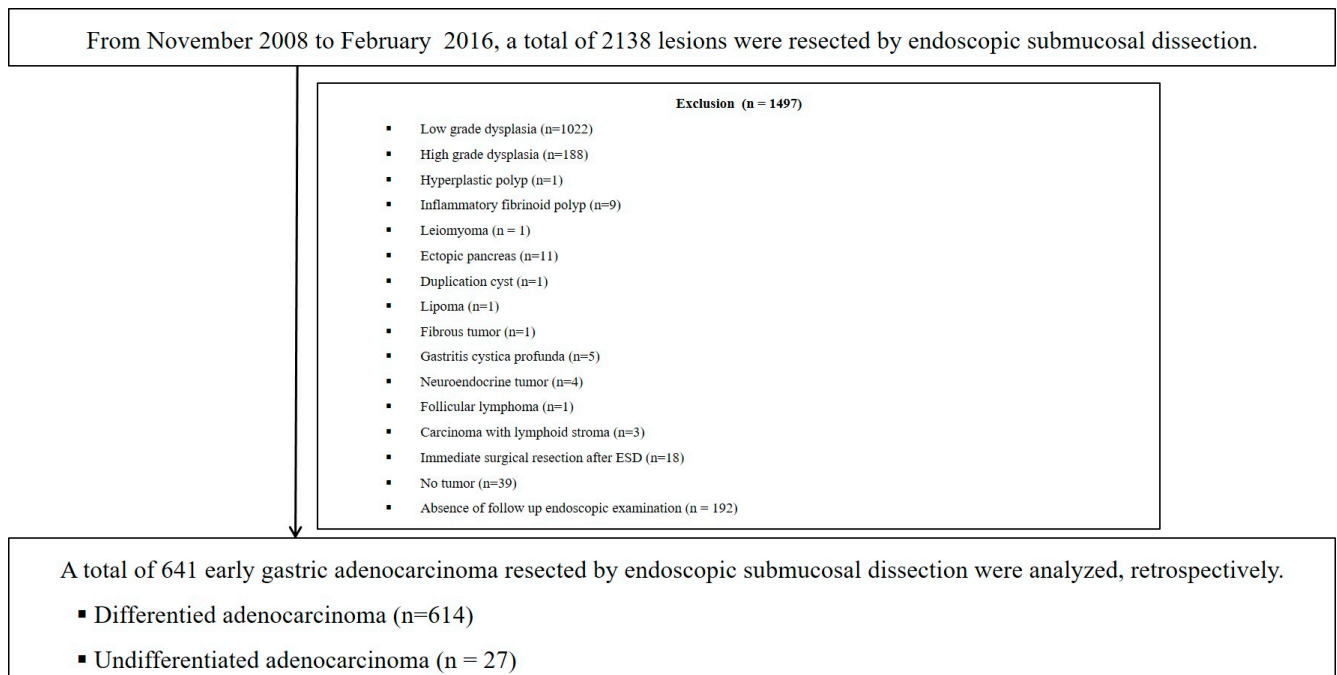 From November 2008 to February 2016, a total of 2138 lesions were resected by endoscopic submucosal dissection.
Exclusion (n = 1497)
▪ Low grade dysplasia (n=1022)
▪ High grade dysplasia (n=188)
▪ Hyperplastic polyp (n=1)
▪ Inflammatory fibrinoid polyp (n=9)
▪ Leiomyoma (n = 1)
▪ Ectopic pancreas (n=11)
▪ Duplication cyst (n=1)
▪ Lipoma (n=1)
▪ Fibrous tumor (n=1)
▪ Gastritis cystica profunda (n=5)
▪ Neuroendocrine tumor (n=4)
▪ Follicular lymphoma (n=1)
▪ Carcinoma with lymphoid stroma (n=3)
▪ Immediate surgical resection after ESD (n=18)
▪ No tumor (n=39)
▪ Absence of follow up endoscopic examination (n = 192)
A total of 641 early gastric adenocarcinoma resected by endoscopic submucosal dissection were analyzed, retrospectively.
▪ Differentied adenocarcinoma (n=614)
▪ Undifferentiated adenocarcinoma (n = 27)